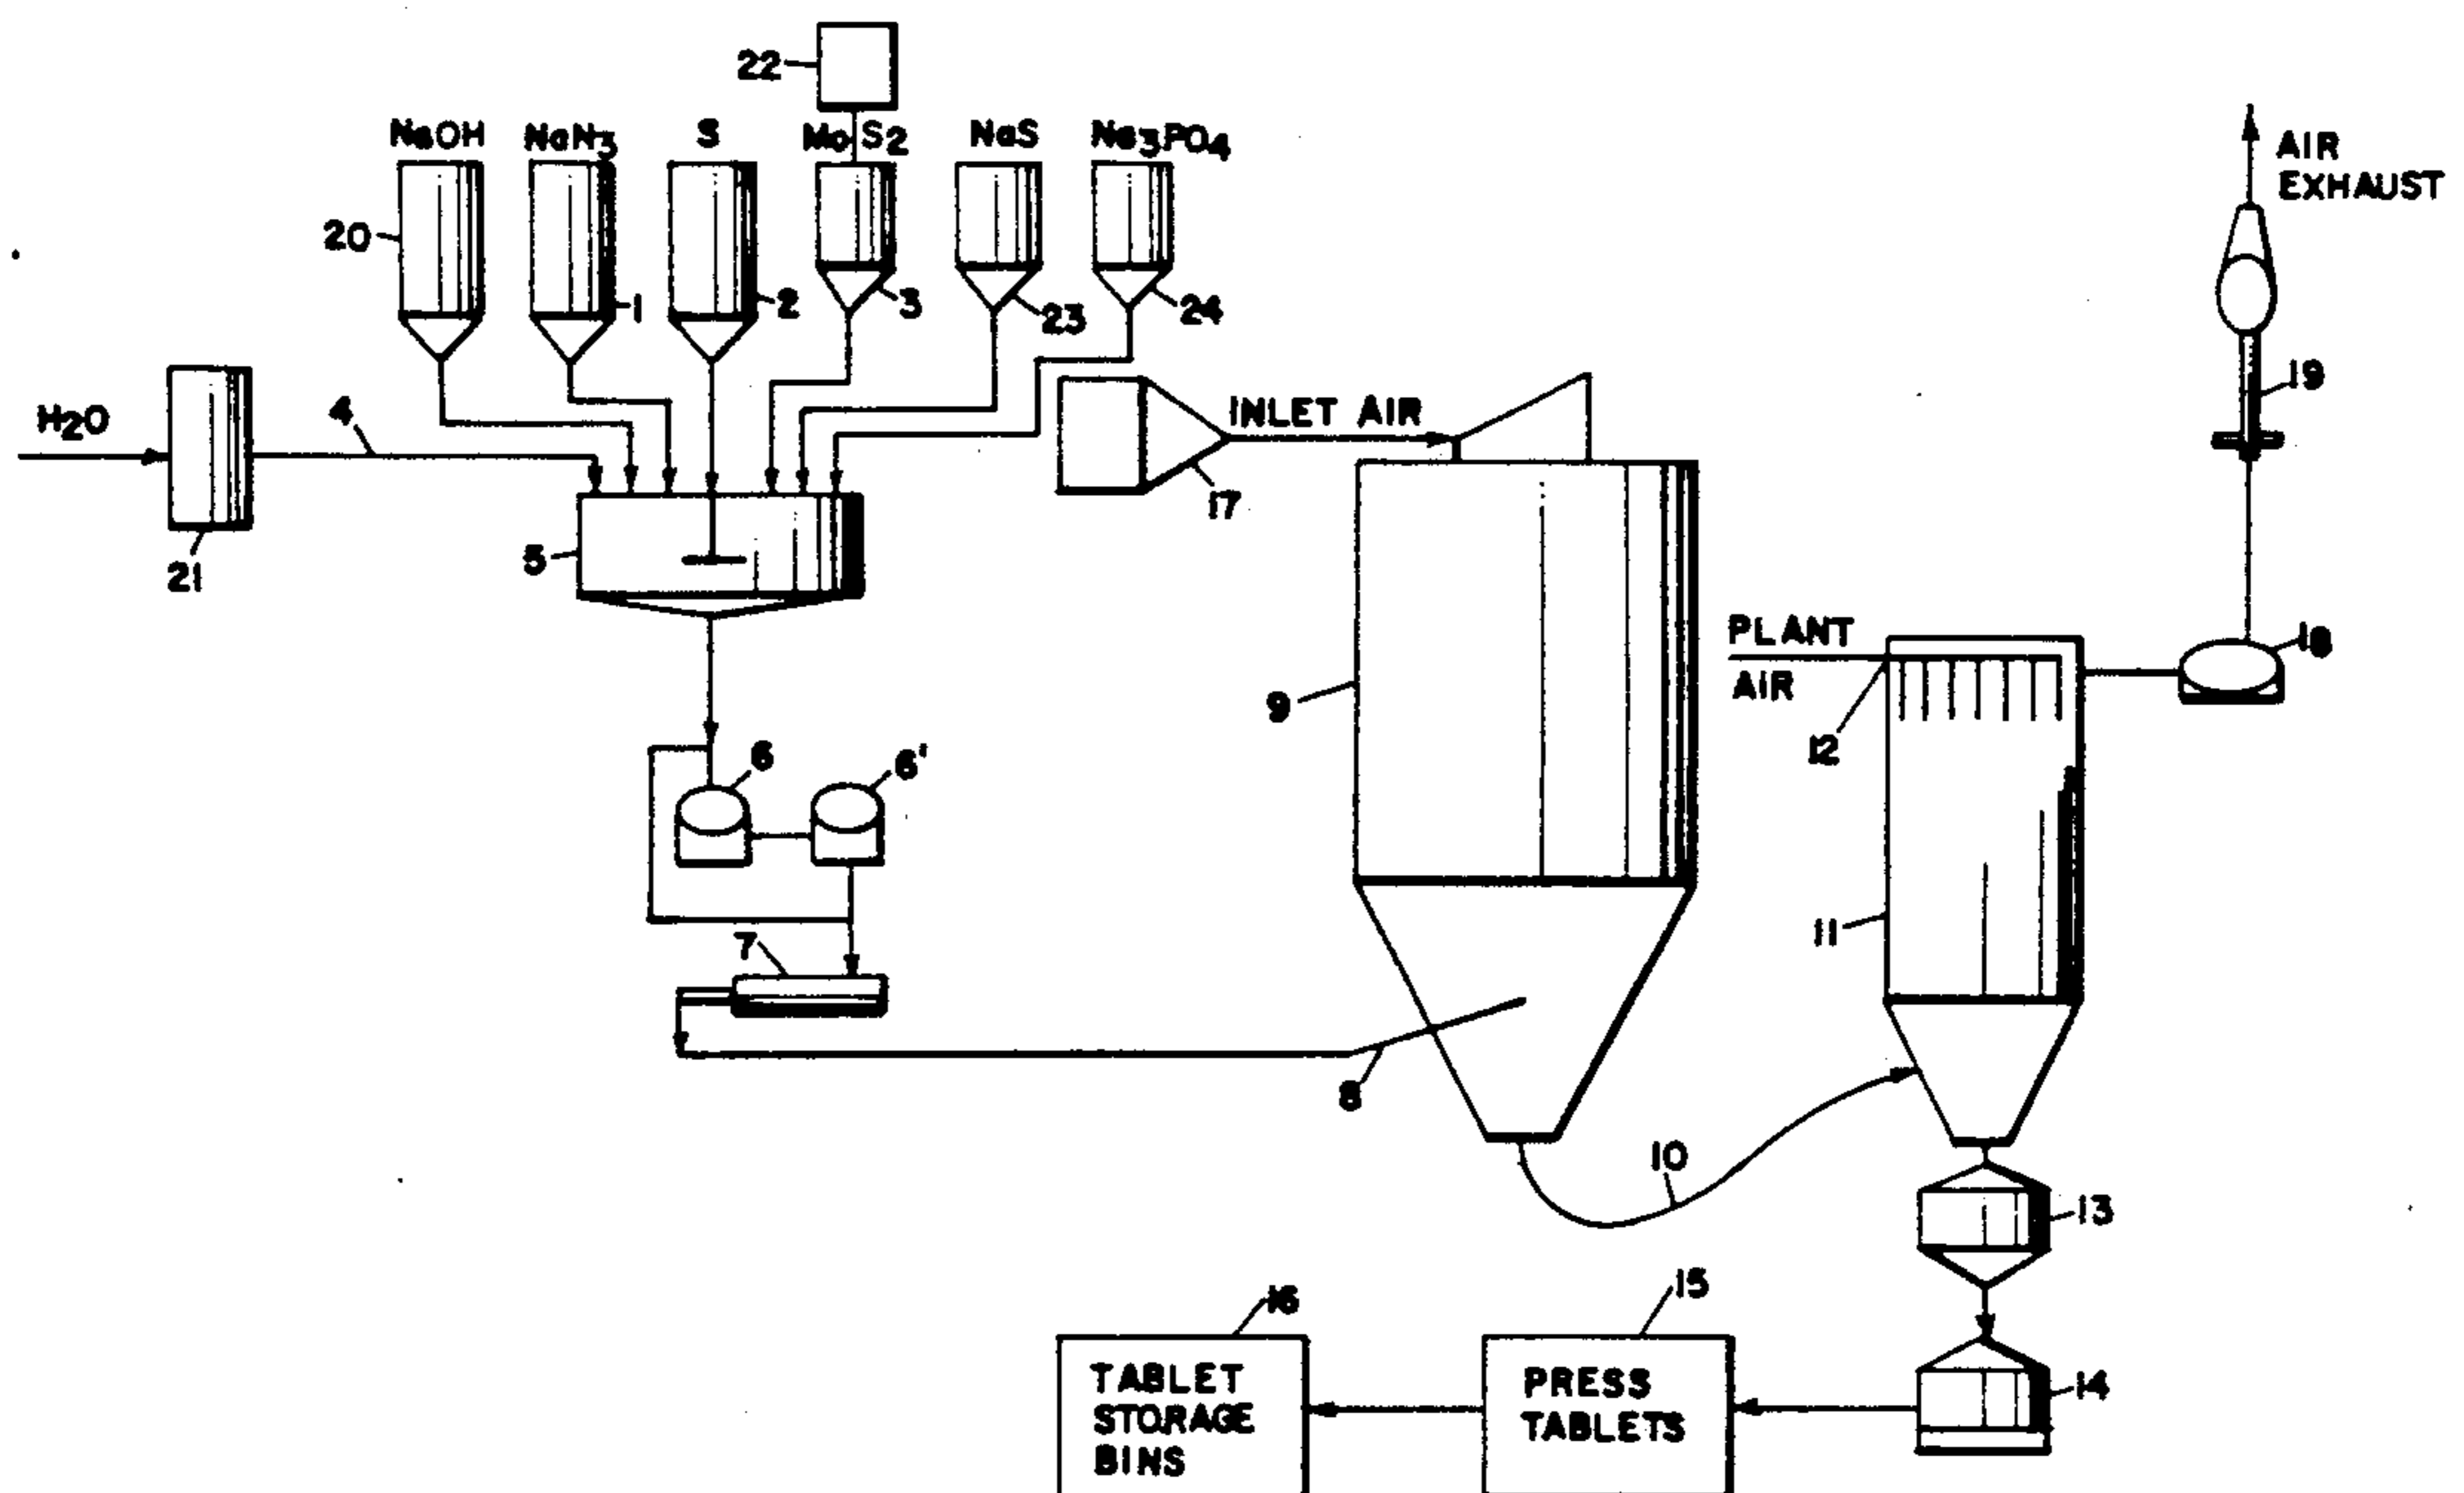 22
NaOH NaN3 S MoS2 NaS Na3PO4
AIR
EXHAUST
20
1
2
3
23
24
19
H2O
4
INLET AIR
17
5
21
PLANT
AIR
18
9
12
6
6'
11
7
8
10
13
16
15
TABLET
STORAGE
BINS
PRESS
TABLETS
14